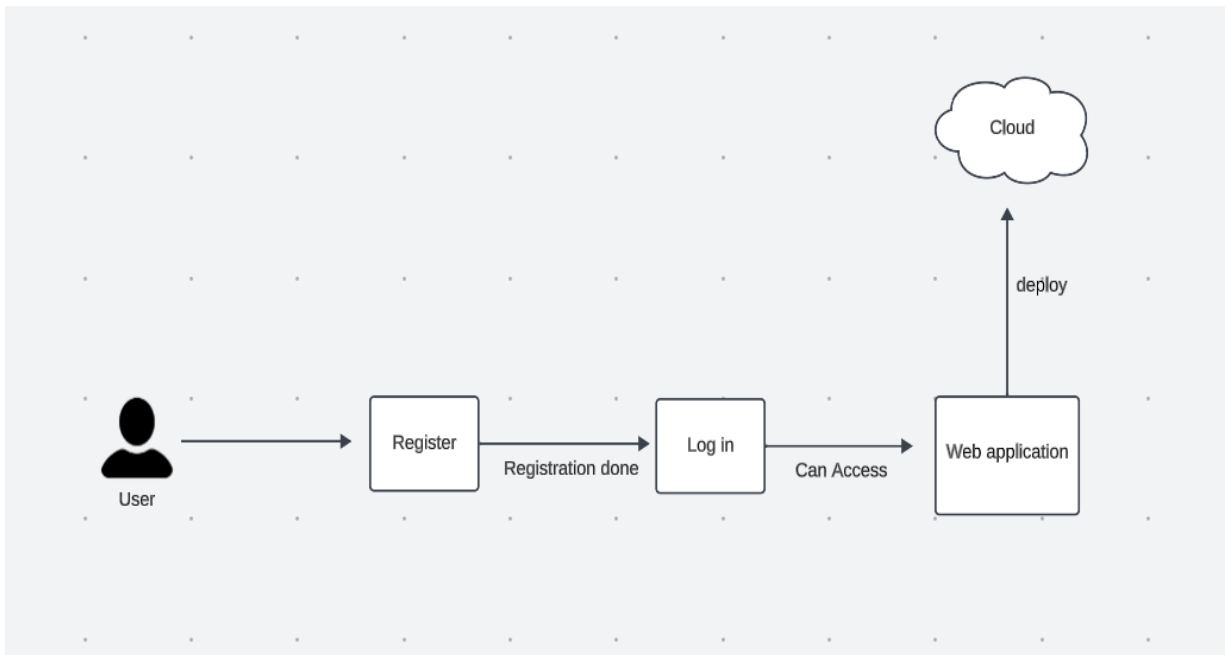 Cloud
deploy
Register
Registration done
Log in
Can Access
Web application
User